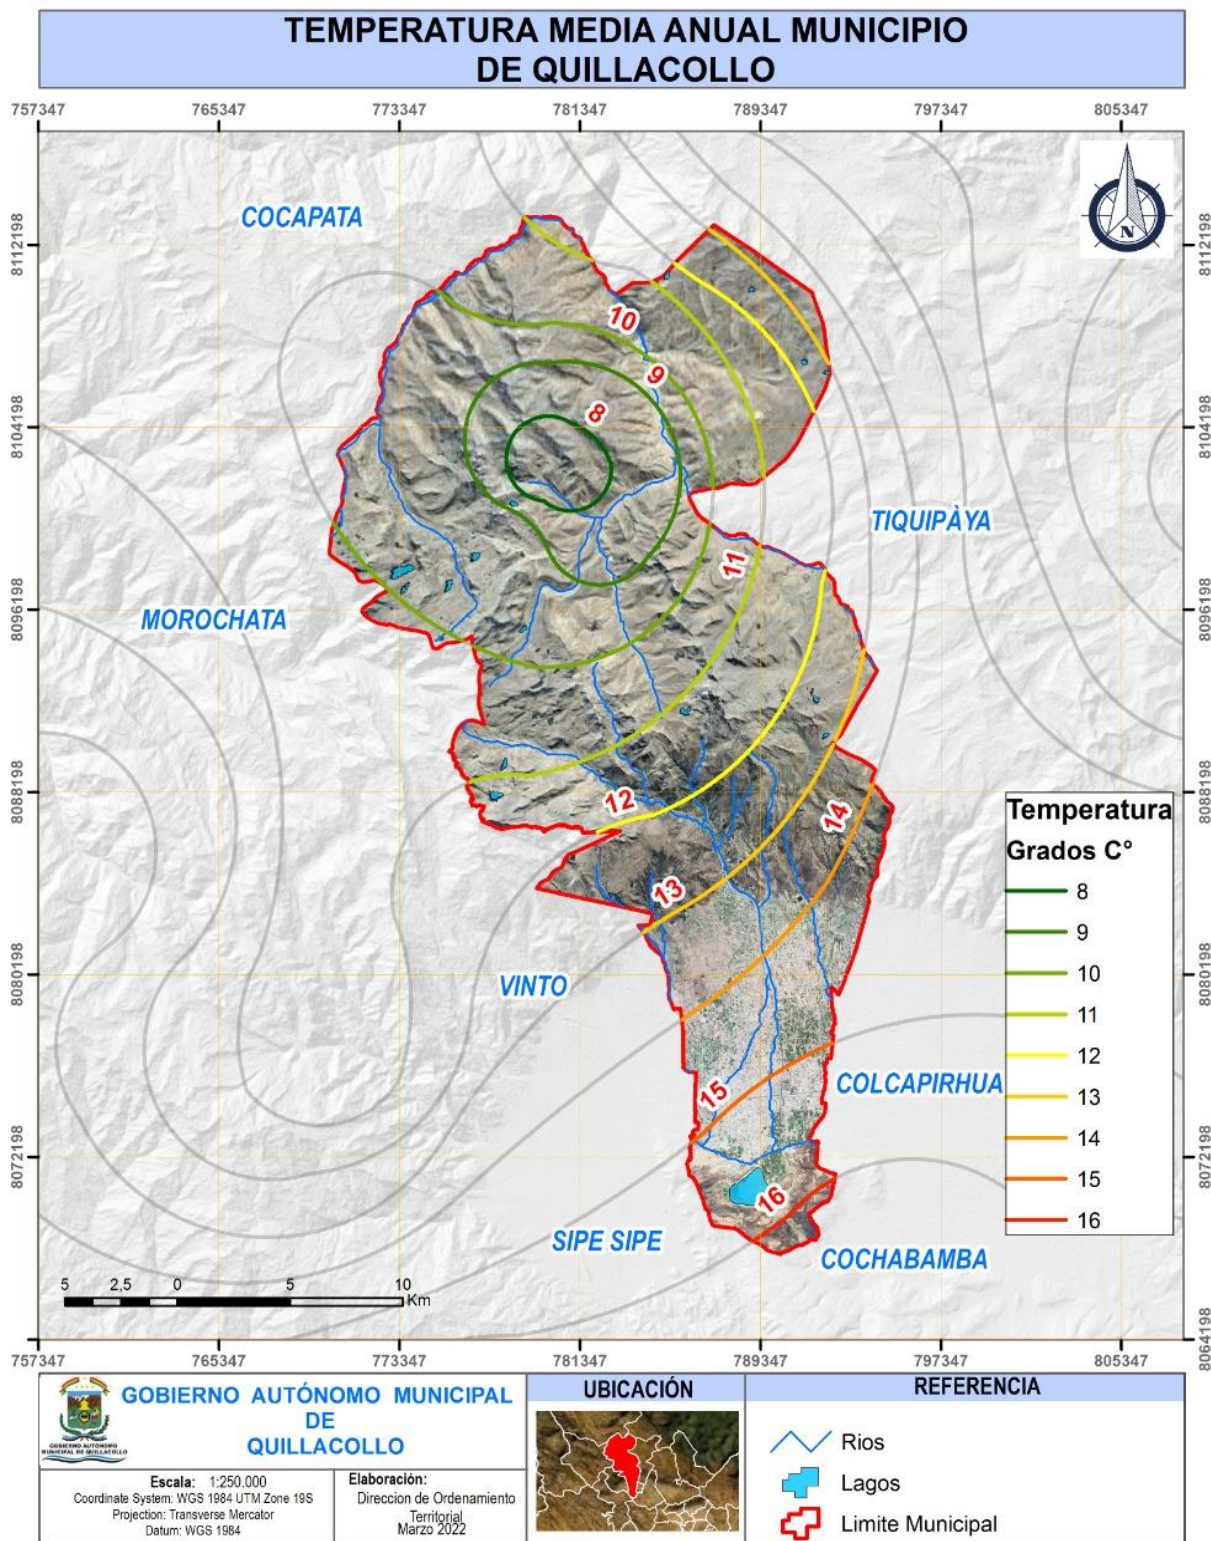 TEMPERATURA MEDIA ANUAL MUNICIPIO
DE QUILLACOLLO
757347 765347 773347 781347 789347 797347 805347
COCAPATA
N
8112198 8112198
10
9
8
8104198 8104198
TIQUIPÀYA
11
8096198 8096198
MOROCHATA
8088198 8088198
12
14
13
Temperatura
Grados C°
8
9
10
11
12
13
14
15
16
8080198 8080198
VINTO
15
COLCAPIRHUA
8072198 8072198
16
SIPE SIPE
COCHABAMBA
5 2,5 0 5 10
Km
8064198
757347 765347 773347 781347 789347 797347 805347
GOBIERNO AUTÓNOMO MUNICIPAL
DE
QUILLACOLLO
GOBIERNO AUTÓNOMO
MUNICIPAL DE QUILLACOLLO
Escala: 1:250.000
Coordinate System: WGS 1984 UTM Zone 19S
Projection: Transverse Mercator
Datum: WGS 1984
Elaboración:
Direccion de Ordenamiento
Territorial
Marzo 2022
UBICACIÓN
REFERENCIA
Rios
Lagos
Limite Municipal